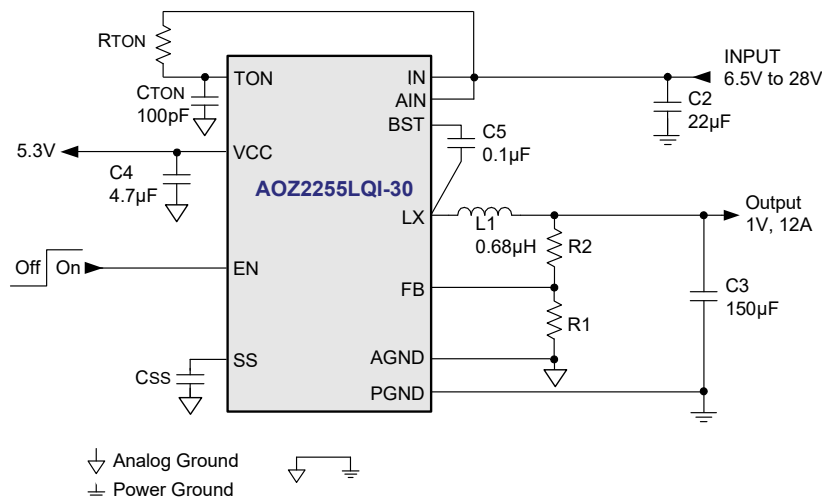 RTON
TON
CTON
100pF
5.3V
VCC
C4
4.7µF
AOZ2255LQI-30
Off
On
EN
SS
CSS
IN
AIN
BST
LX
FB
AGND
PGND
INPUT
6.5V to 28V
C2
22µF
C5
0.1µF
L1
0.68µH
R2
R1
Output
1V, 12A
C3
150µF
Analog Ground
Power Ground